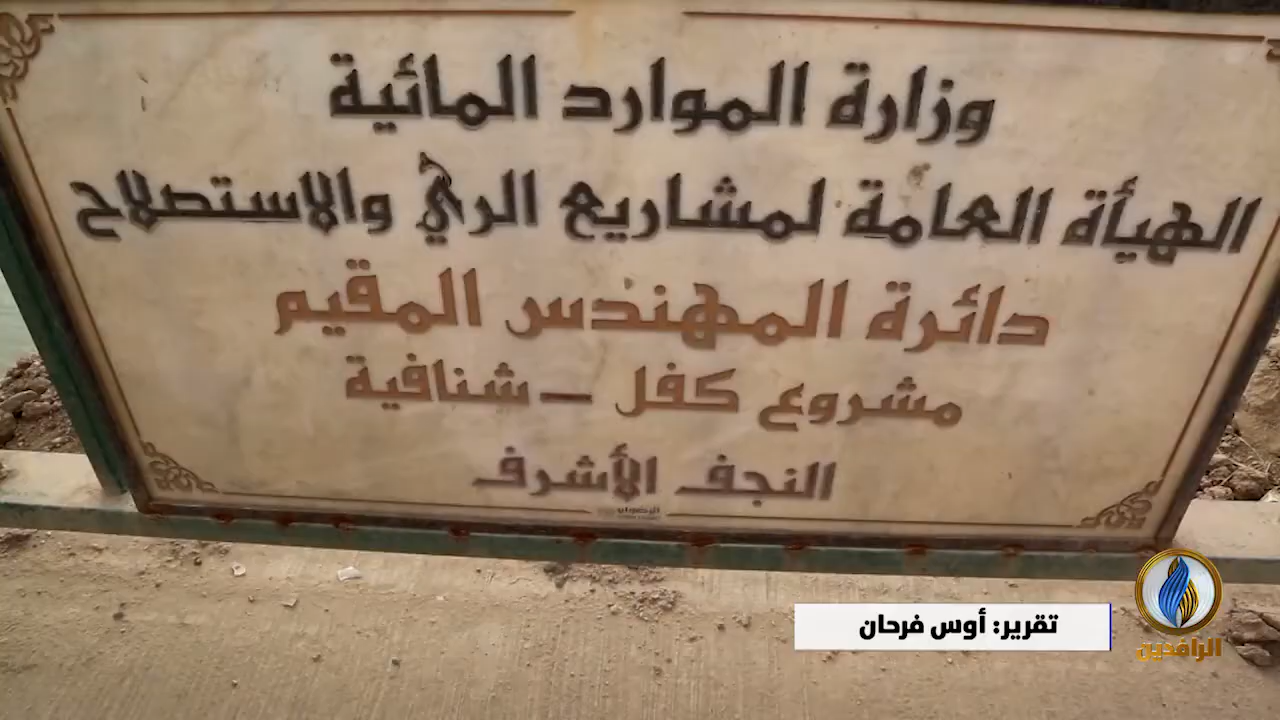 وزارة الموارد المائية
الهيأة العامة لمشاريع الري والاستصلاح
دائرة المهندس المقيم
مشروع كفل – شنافية
النجف الأشرف
تقرير: أوس فرحان
الرافدين